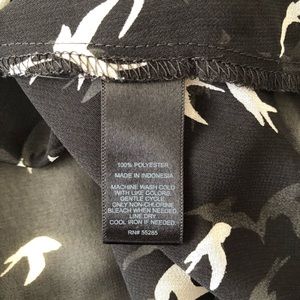 100% POLYESTER
MADE IN INDONESIA
MACHINE WASH COLD
WITH LIKE COLORS.
GENTLE CYCLE
ONLY NON-CHLORINE
BLEACH WHEN NEEDED.
LINE DRY
COOL IRON IF NEEDED.
RN# 55285